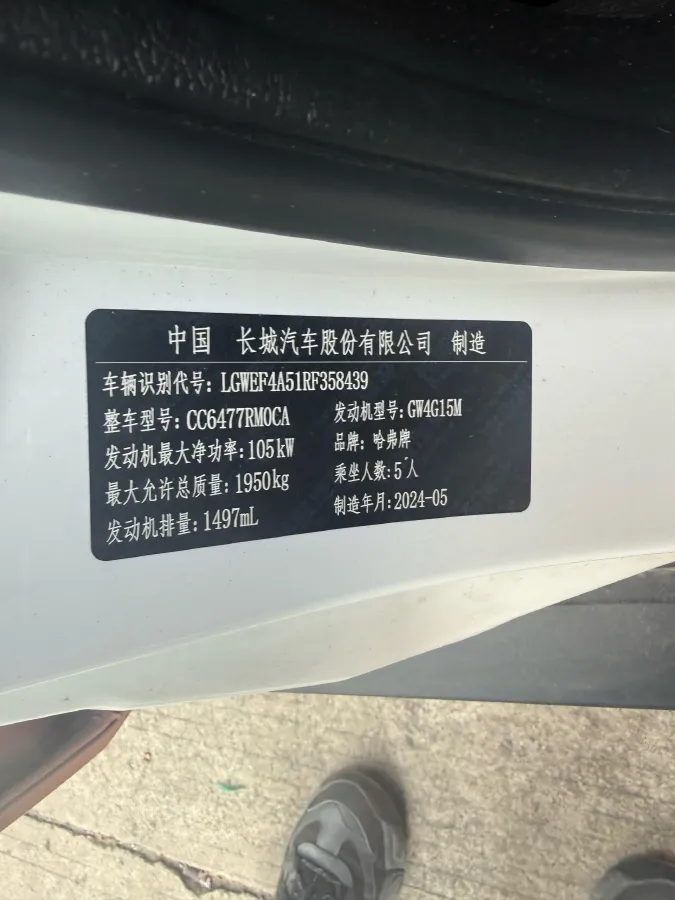 中国 长城汽车股份有限公司 制造
车辆识别代号: LGWEF4A51RF358439
整车型号: CC6477RM0CA 发动机型号: GW4G15M
发动机最大净功率: 105kW 品牌: 哈弗牌
最大允许总质量: 1950kg 乘坐人数: 5 人
发动机排量: 1497mL 制造年月: 2024-05